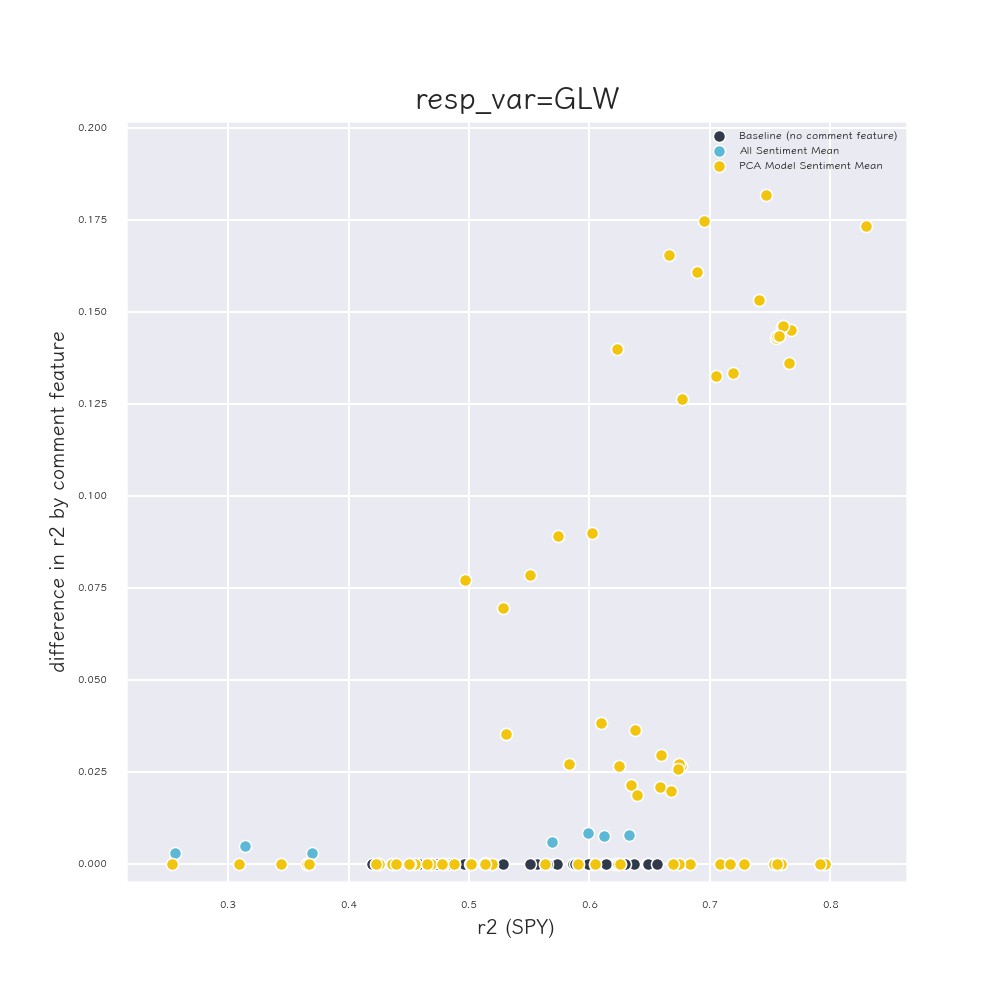 resp_var=GLW
Baseline (no comment feature)
All Sentiment Mean
PCA Model Sentiment Mean
difference in r2 by comment feature
0.200
0.175
0.150
0.125
0.100
0.075
0.050
0.025
0.000
0.3
0.4
0.5
0.6
0.7
0.8
r2 (SPY)